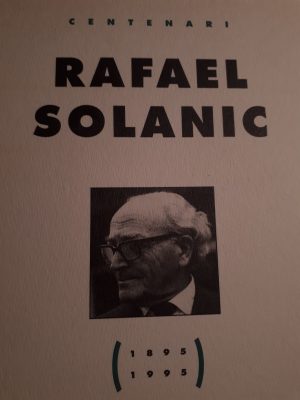 CENTENARI
RAFAEL
SOLANIC
( 1895
1995 )